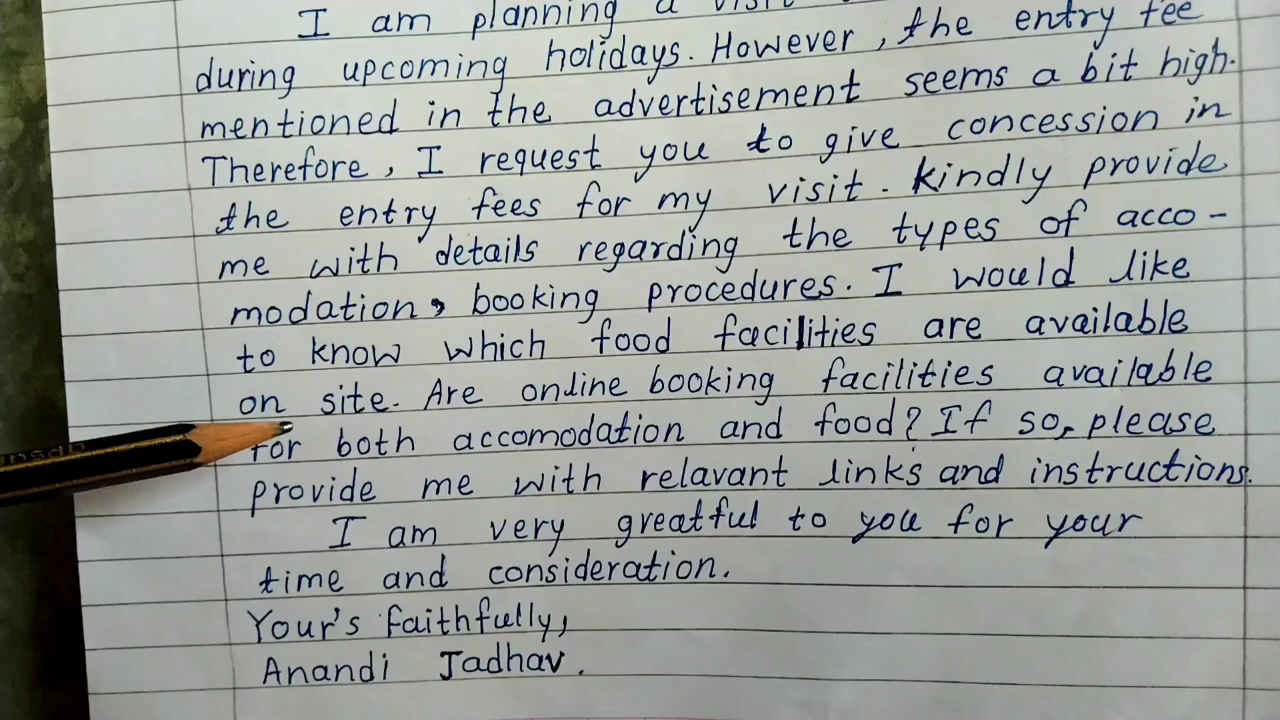 I am planning a visit
during upcoming holidays. However, the entry fee
mentioned in the advertisement seems a bit high.
Therefore, I request you to give concession in
the entry fees for my visit. kindly provide
me with details regarding the types of acco-
modation, booking procedures. I would like
to know which food facilities are available
on site. Are online booking facilities available
for both accomodation and food? If so, please
provide me with relavant links and instructions.
I am very greatful to you for your
time and consideration.
Your's faithfully,
Anandi Jadhav.